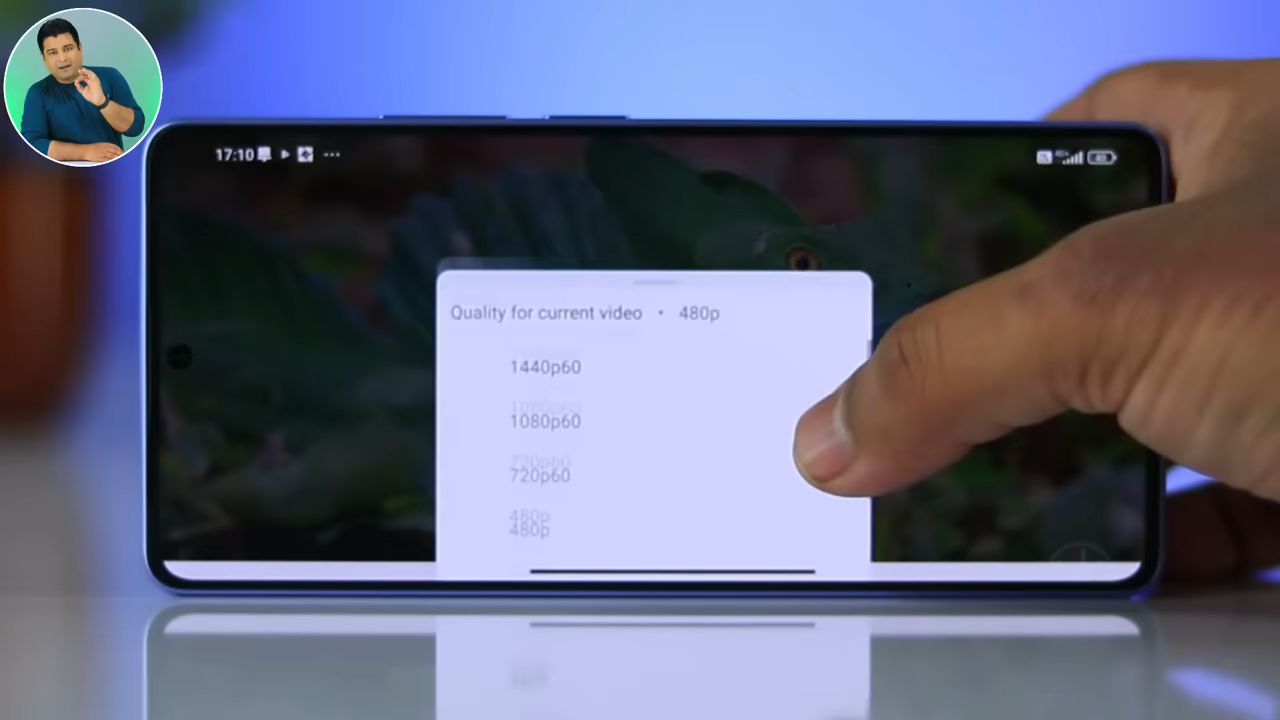 17:10
Quality for current video • 480p
1440p60
1080p60
720p60
480p